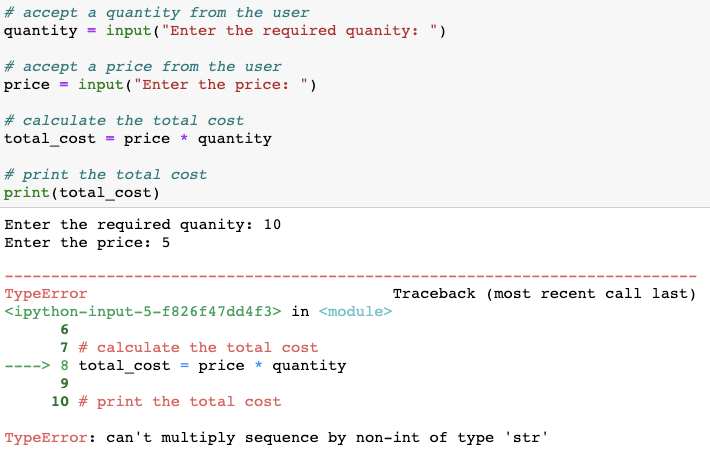 # accept a quantity from the user
quantity = input("Enter the required quanity: ")
# accept a price from the user
price = input("Enter the price: ")
# calculate the total cost
total_cost = price * quantity
# print the total cost
print(total_cost)
Enter the required quanity: 10
Enter the price: 5
---------------------------------------------------------------------------
TypeError Traceback (most recent call last)
<ipython-input-5-f826f47dd4f3> in <module>
6
7 # calculate the total cost
----> 8 total_cost = price * quantity
9
10 # print the total cost
TypeError: can't multiply sequence by non-int of type 'str'